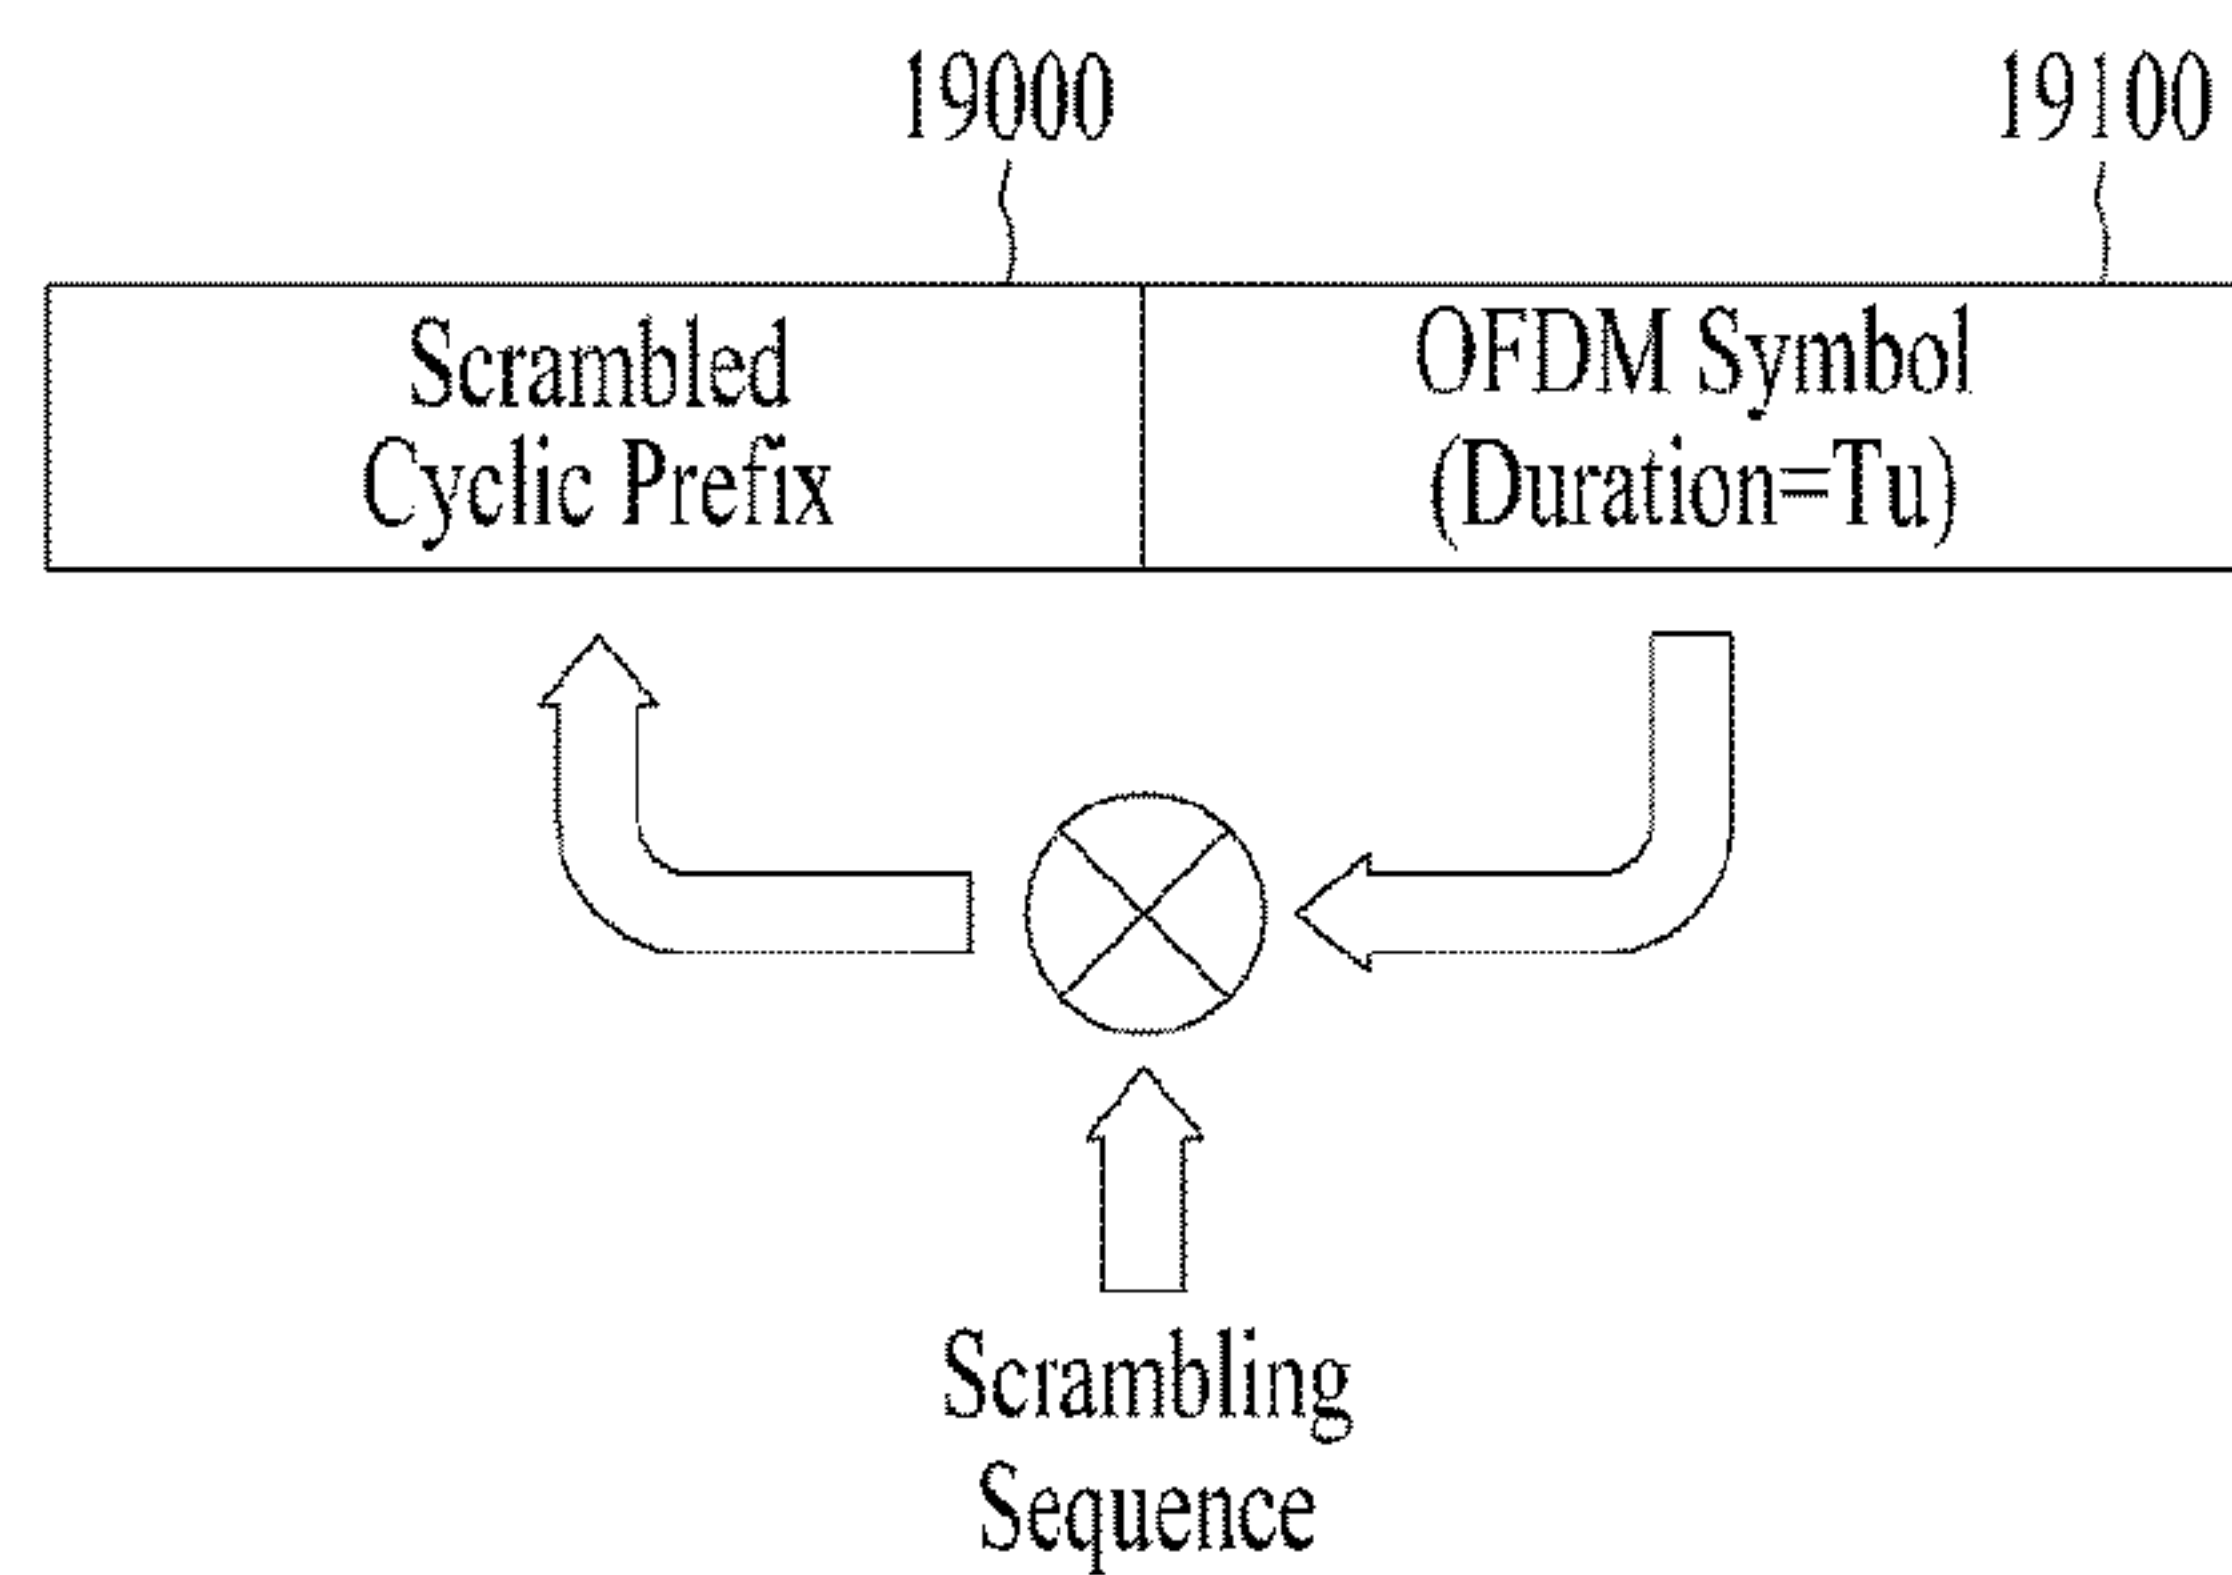 19000
19100
Scrambled
Cyclic Prefix
OFDM Symbol
(Duration=Tu)
Scrambling
Sequence